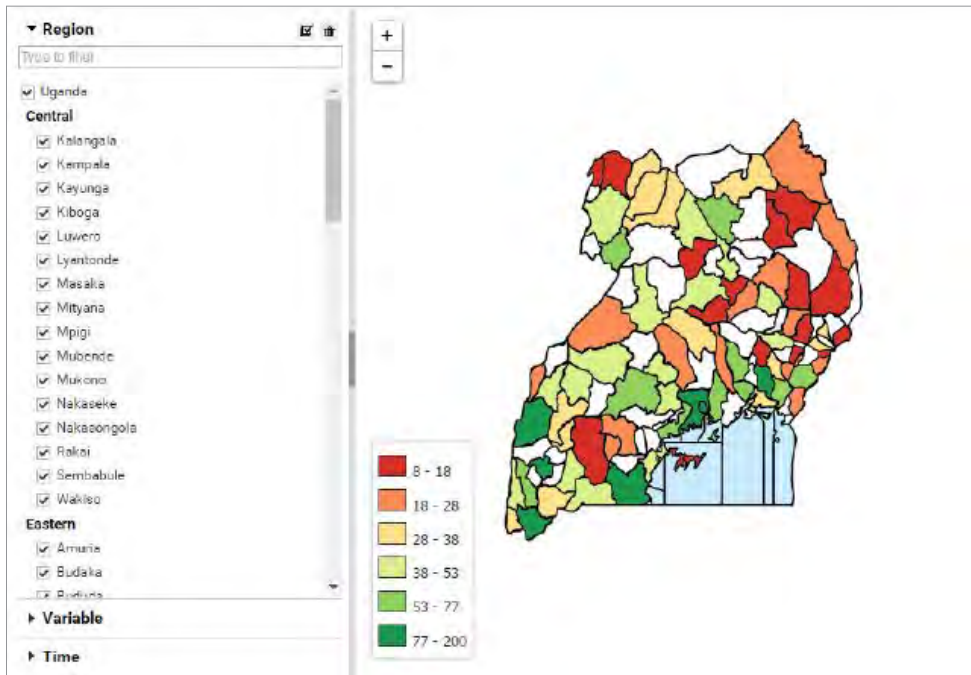 Region
Type to filter
Uganda
Central
Kalangala
Kampala
Kayunga
Kiboga
Luwero
Lyantonde
Masaka
Mityana
Mpigi
Mubende
Mukono
Nakaseke
Nakasongola
Rakai
Sembabule
Wakiso
Eastern
Amuria
Budaka
Bududa
Variable
Time
+
−
8 - 18
18 - 28
28 - 38
38 - 53
53 - 77
77 - 200